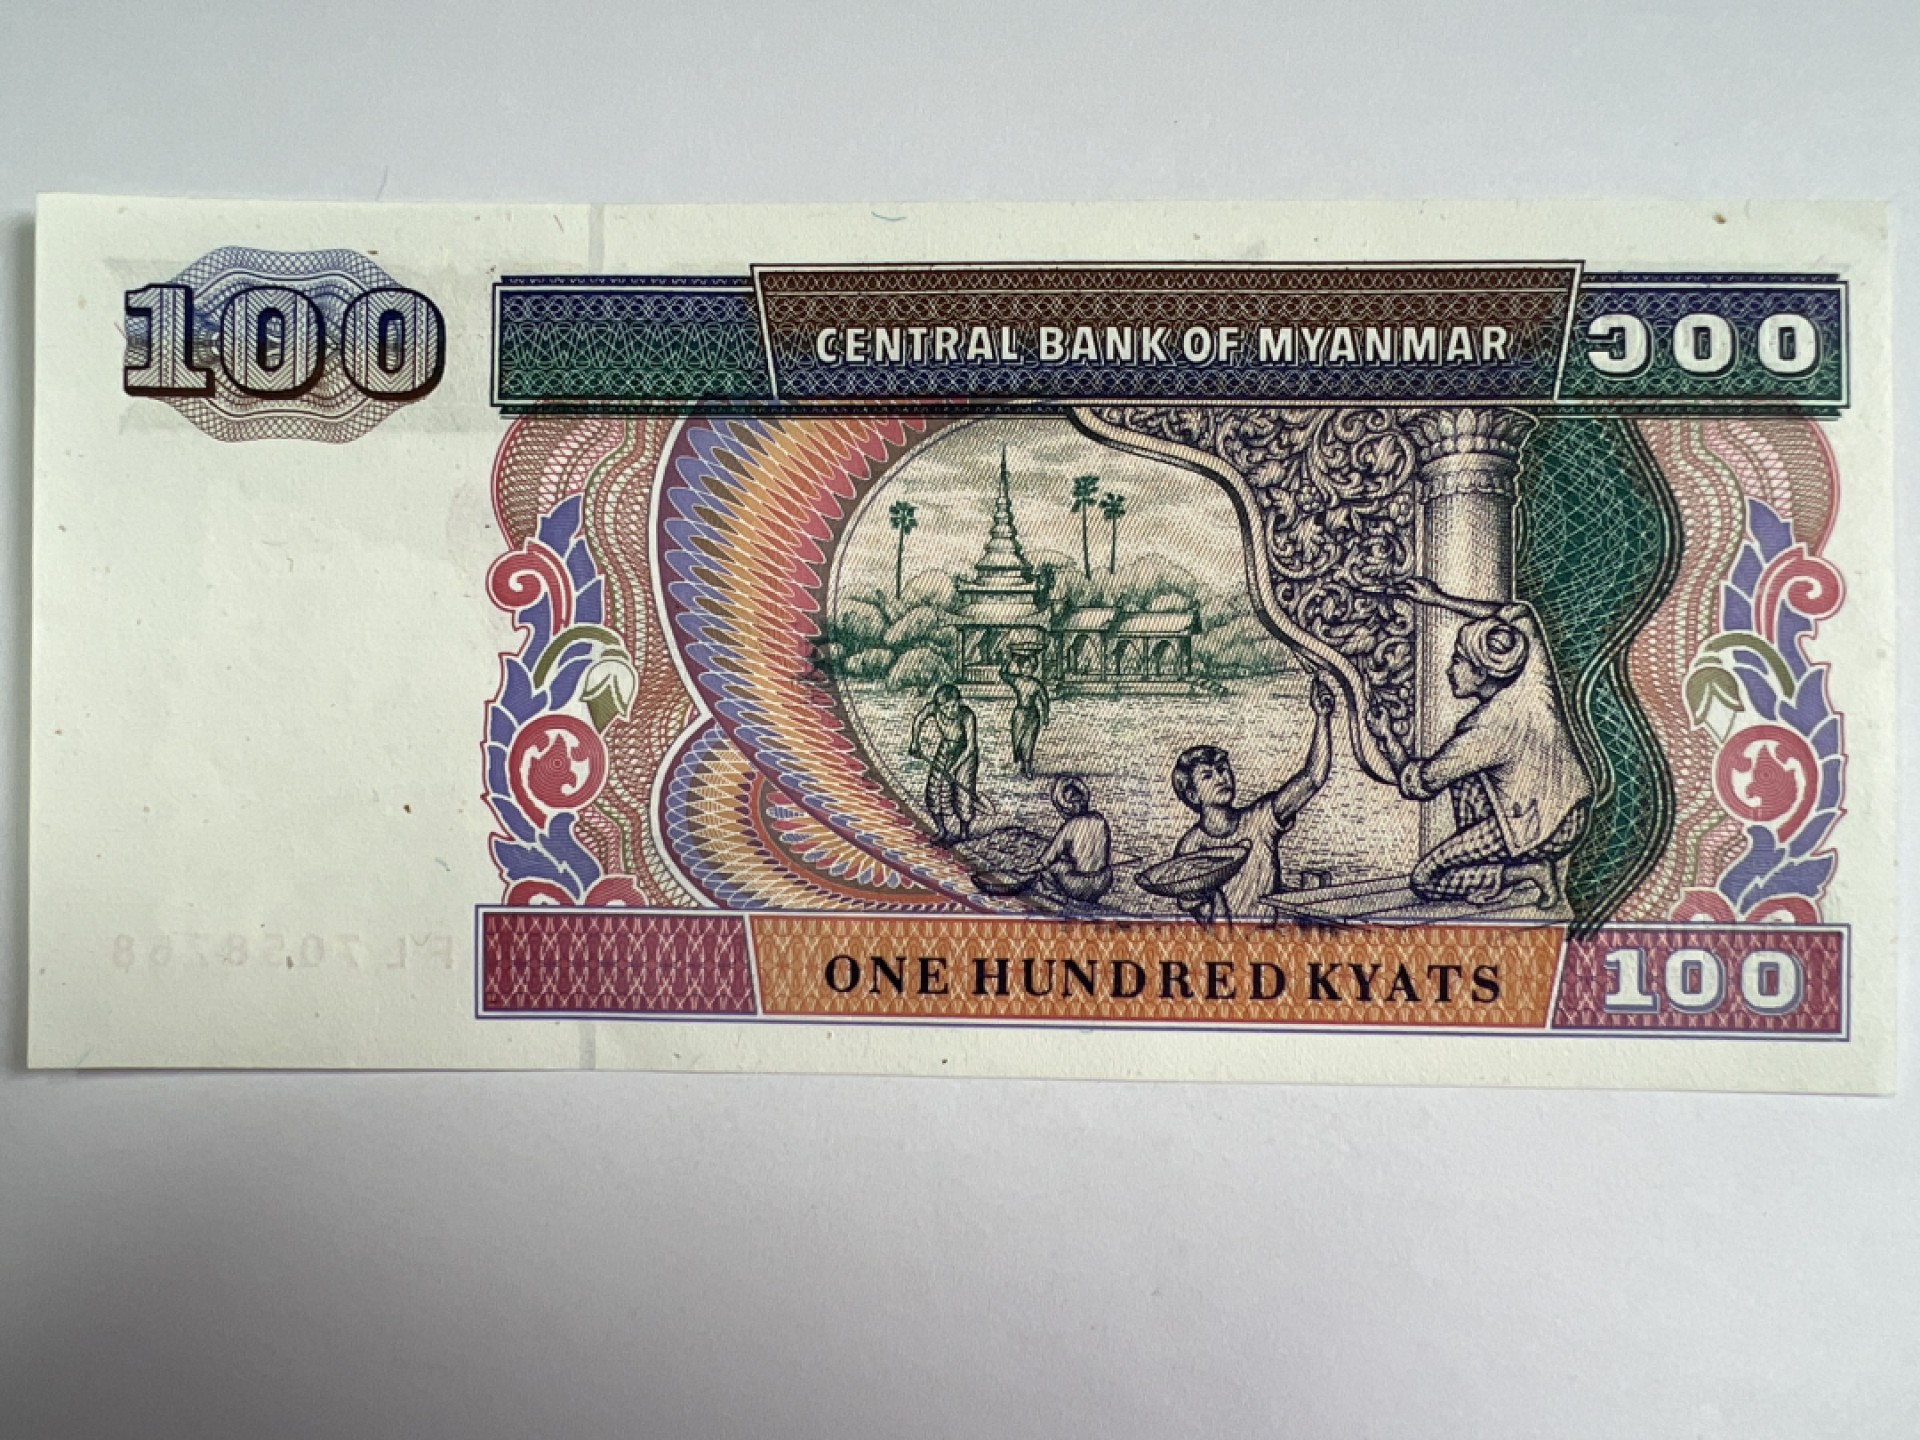 100
CENTRAL BANK OF MYANMAR
၁၀၀
ONE HUNDRED KYATS
100